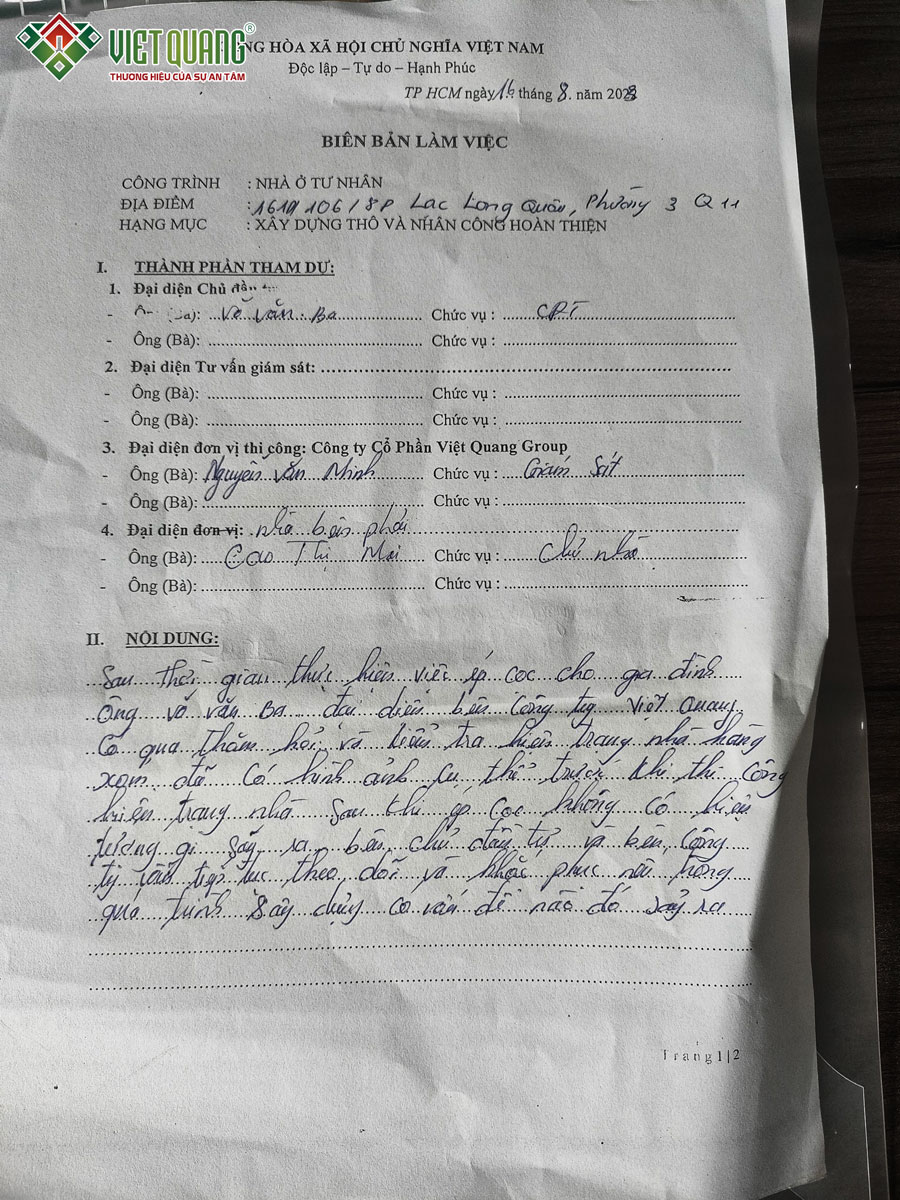 VIỆT QUANG®
THƯƠNG HIỆU CỦA SỰ AN TÂM
HÒA XÃ HỘI CHỦ NGHĨA VIỆT NAM
Độc lập – Tự do – Hạnh Phúc
TP HCM ngày 16 tháng 8. năm 2023
BIÊN BẢN LÀM VIỆC
CÔNG TRÌNH : NHÀ Ở TƯ NHÂN
ĐỊA ĐIỂM : 161A/106/8P Lạc Long Quân, Phường 3 Q 11
HẠNG MỤC : XÂY DỰNG THÔ VÀ NHÂN CÔNG HOÀN THIỆN
I. THÀNH PHẦN THAM DỰ:
1. Đại diện Chủ đầu
- Võ Văn Ba Chức vụ : CĐT
- Ông (Bà): Chức vụ :
2. Đại diện Tư vấn giám sát:
- Ông (Bà): Chức vụ :
- Ông (Bà): Chức vụ :
3. Đại diện đơn vị thi công: Công ty Cổ Phần Việt Quang Group
- Ông (Bà): Nguyễn Văn Minh Chức vụ : Giám Sát
- Ông (Bà): Chức vụ :
4. Đại diện đơn vị: nhà bên phải
- Ông (Bà): Cao Thị Mai Chức vụ : Chủ nhà
- Ông (Bà): Chức vụ :
II. NỘI DUNG:
Sau thời gian thực hiện việc ép cọc cho gia đình
Ông Võ Văn Ba đại diện bên Công ty Việt Quang
Có qua thăm hỏi và kiểm tra hiện trạng nhà hàng
xóm đã có hình ảnh cụ thể trước khi thi công
hiện trạng nhà sau khi ép cọc không có hiện
tượng gì sảy ra bên chủ đầu tư và bên công
ty vẫn tiếp tục theo dõi và khắc phục nếu trong
quá trình sây dựng có vấn đề nào đó sảy ra
Trang 1|2